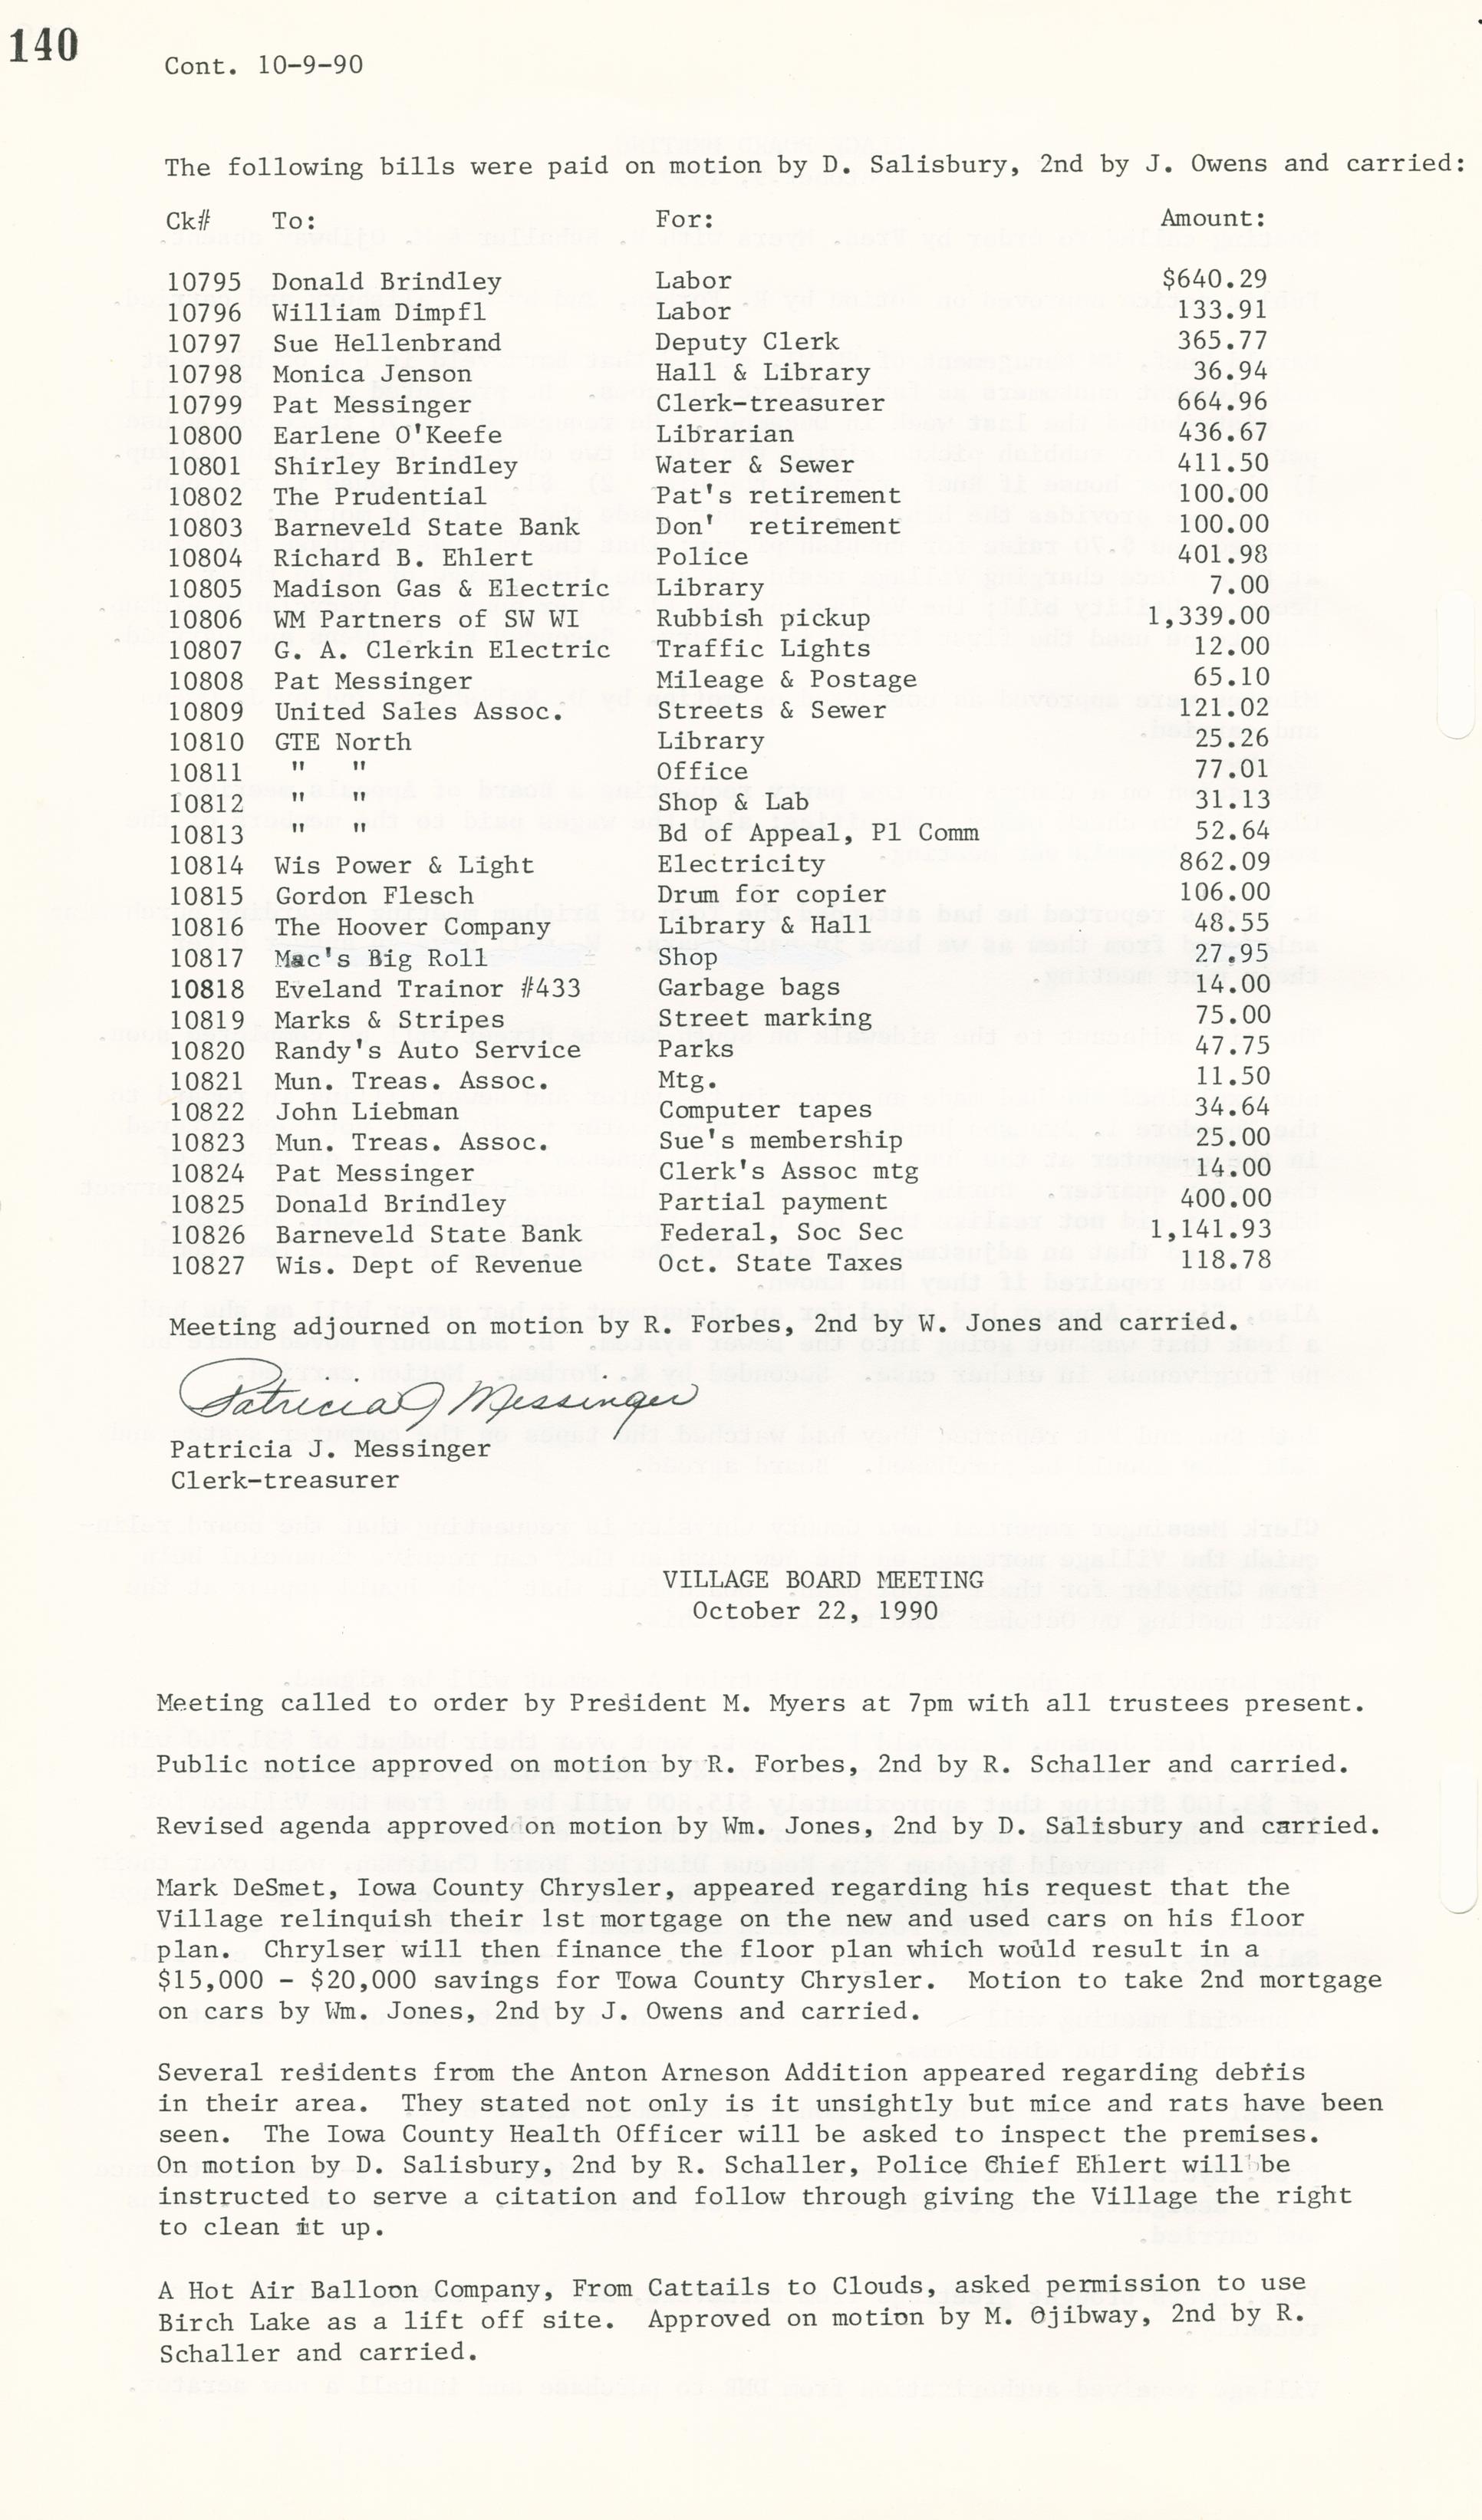 140
Cont. 10-9-90
The following bills were paid on motion by D. Salisbury, 2nd by J. Owens and carried:
Ck# To: For: Amount:
10795 Donald Brindley Labor $640.29
10796 William Dimpfl Labor 133.91
10797 Sue Hellenbrand Deputy Clerk 365.77
10798 Monica Jenson Hall & Library 36.94
10799 Pat Messinger Clerk-treasurer 664.96
10800 Earlene O'Keefe Librarian 436.67
10801 Shirley Brindley Water & Sewer 411.50
10802 The Prudential Pat's retirement 100.00
10803 Barneveld State Bank Don' retirement 100.00
10804 Richard B. Ehlert Police 401.98
10805 Madison Gas & Electric Library 7.00
10806 WM Partners of SW WI Rubbish pickup 1,339.00
10807 G. A. Clerkin Electric Traffic Lights 12.00
10808 Pat Messinger Mileage & Postage 65.10
10809 United Sales Assoc. Streets & Sewer 121.02
10810 GTE North Library 25.26
10811 " " Office 77.01
10812 " " Shop & Lab 31.13
10813 " " Bd of Appeal, Pl Comm 52.64
10814 Wis Power & Light Electricity 862.09
10815 Gordon Flesch Drum for copier 106.00
10816 The Hoover Company Library & Hall 48.55
10817 Mac's Big Roll Shop 27.95
10818 Eveland Trainor #433 Garbage bags 14.00
10819 Marks & Stripes Street marking 75.00
10820 Randy's Auto Service Parks 47.75
10821 Mun. Treas. Assoc. Mtg. 11.50
10822 John Liebman Computer tapes 34.64
10823 Mun. Treas. Assoc. Sue's membership 25.00
10824 Pat Messinger Clerk's Assoc mtg 14.00
10825 Donald Brindley Partial payment 400.00
10826 Barneveld State Bank Federal, Soc Sec 1,141.93
10827 Wis. Dept of Revenue Oct. State Taxes 118.78
Meeting adjourned on motion by R. Forbes, 2nd by W. Jones and carried.
Patricia J Messinger
Patricia J. Messinger
Clerk-treasurer
VILLAGE BOARD MEETING
October 22, 1990
Meeting called to order by President M. Myers at 7pm with all trustees present.
Public notice approved on motion by R. Forbes, 2nd by R. Schaller and carried.
Revised agenda approved on motion by Wm. Jones, 2nd by D. Salisbury and carried.
Mark DeSmet, Iowa County Chrysler, appeared regarding his request that the
Village relinquish their 1st mortgage on the new and used cars on his floor
plan. Chrylser will then finance the floor plan which would result in a
$15,000 - $20,000 savings for Iowa County Chrysler. Motion to take 2nd mortgage
on cars by Wm. Jones, 2nd by J. Owens and carried.
Several residents from the Anton Arneson Addition appeared regarding debris
in their area. They stated not only is it unsightly but mice and rats have been
seen. The Iowa County Health Officer will be asked to inspect the premises.
On motion by D. Salisbury, 2nd by R. Schaller, Police Chief Ehlert will be
instructed to serve a citation and follow through giving the Village the right
to clean it up.
A Hot Air Balloon Company, From Cattails to Clouds, asked permission to use
Birch Lake as a lift off site. Approved on motion by M. Ojibway, 2nd by R.
Schaller and carried.